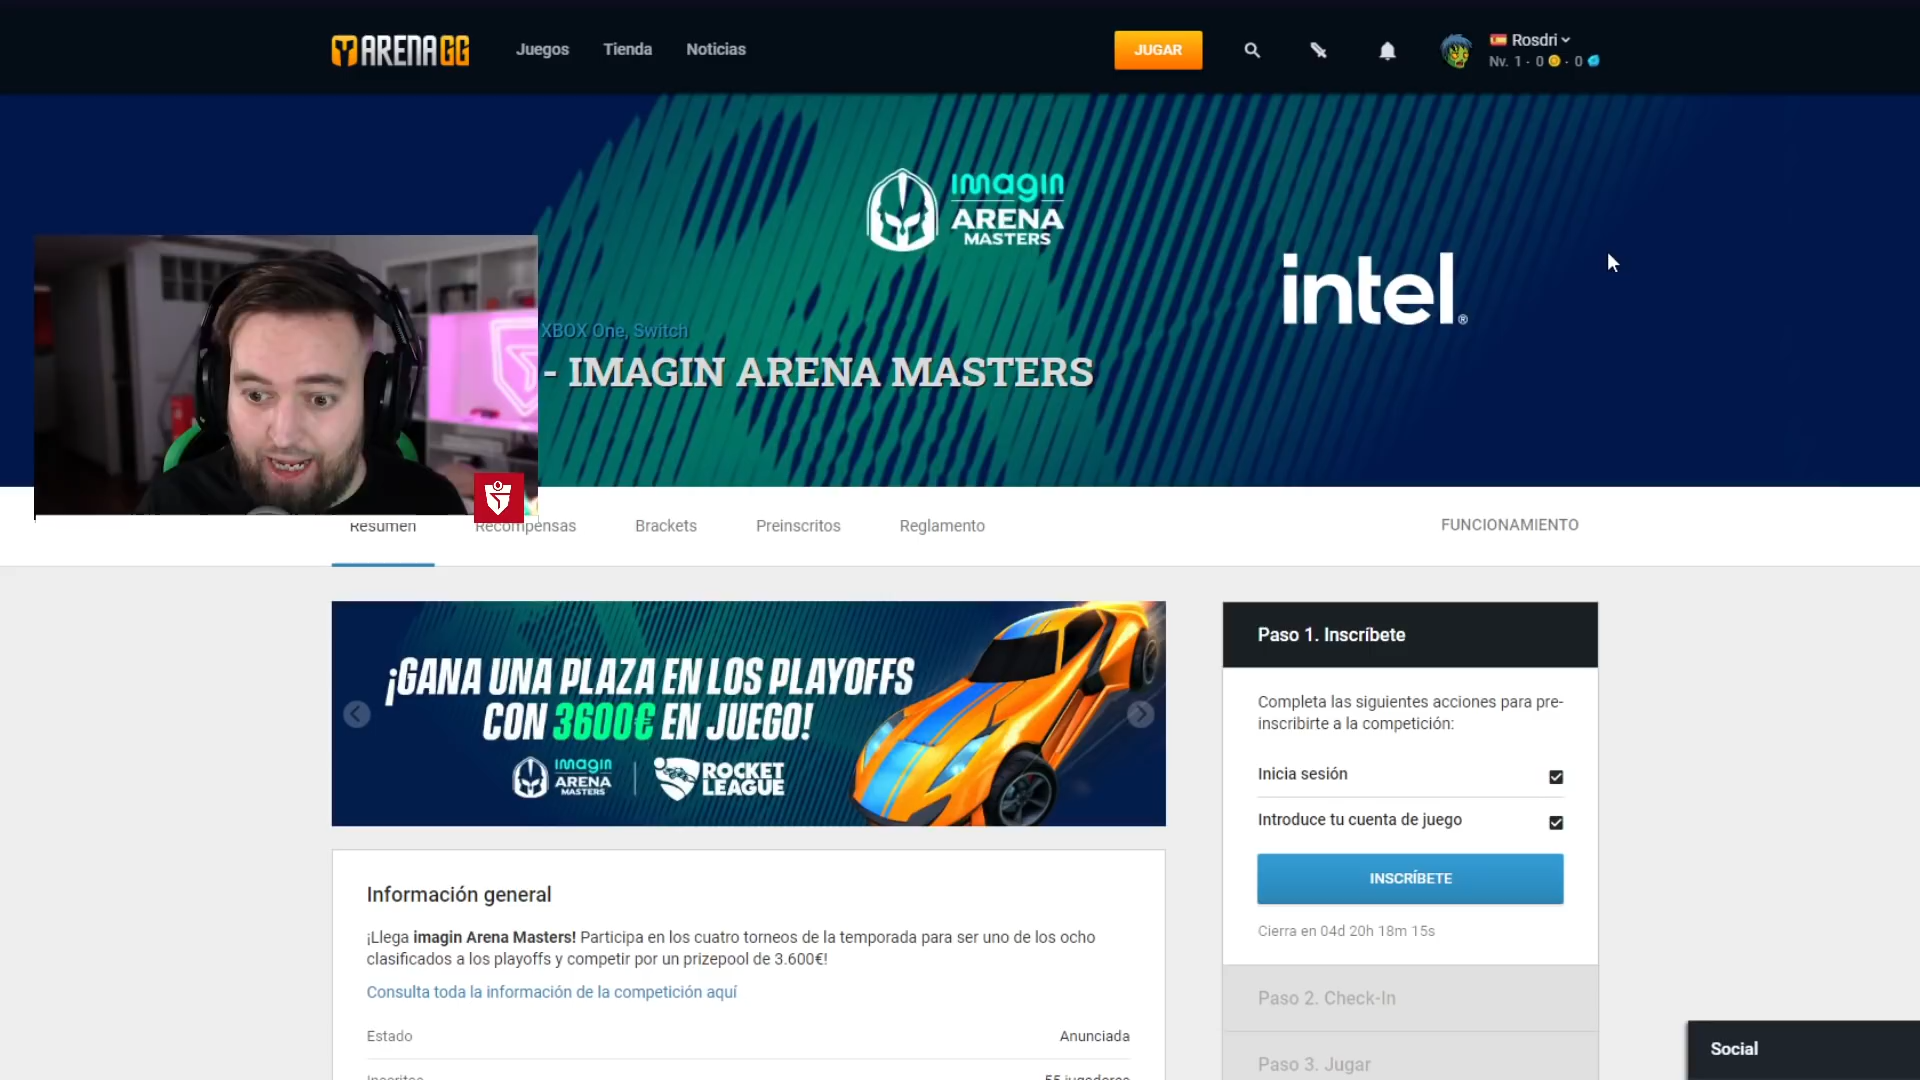 ARENA GG
Juegos
Tienda
Noticias
JUGAR
Rosdri
Nv. 1 - 0 - 0
imagin
ARENA
MASTERS
intel®
XBOX One, Switch
- IMAGIN ARENA MASTERS
Resumen
Recompensas
Brackets
Preinscritos
Reglamento
FUNCIONAMIENTO
¡GANA UNA PLAZA EN LOS PLAYOFFS
CON 3600€ EN JUEGO!
imagin
ARENA
MASTERS
ROCKET
LEAGUE
Información general
¡Llega imagin Arena Masters! Participa en los cuatro torneos de la temporada para ser uno de los ocho
clasificados a los playoffs y competir por un prizepool de 3.600€!
Consulta toda la información de la competición aquí
Estado
Anunciada
Inscritos
55 jugadores
Paso 1. Inscríbete
Completa las siguientes acciones para pre-
inscribirte a la competición:
Inicia sesión
Introduce tu cuenta de juego
INSCRÍBETE
Cierra en 04d 20h 18m 15s
Paso 2. Check-In
Paso 3. Jugar
Social